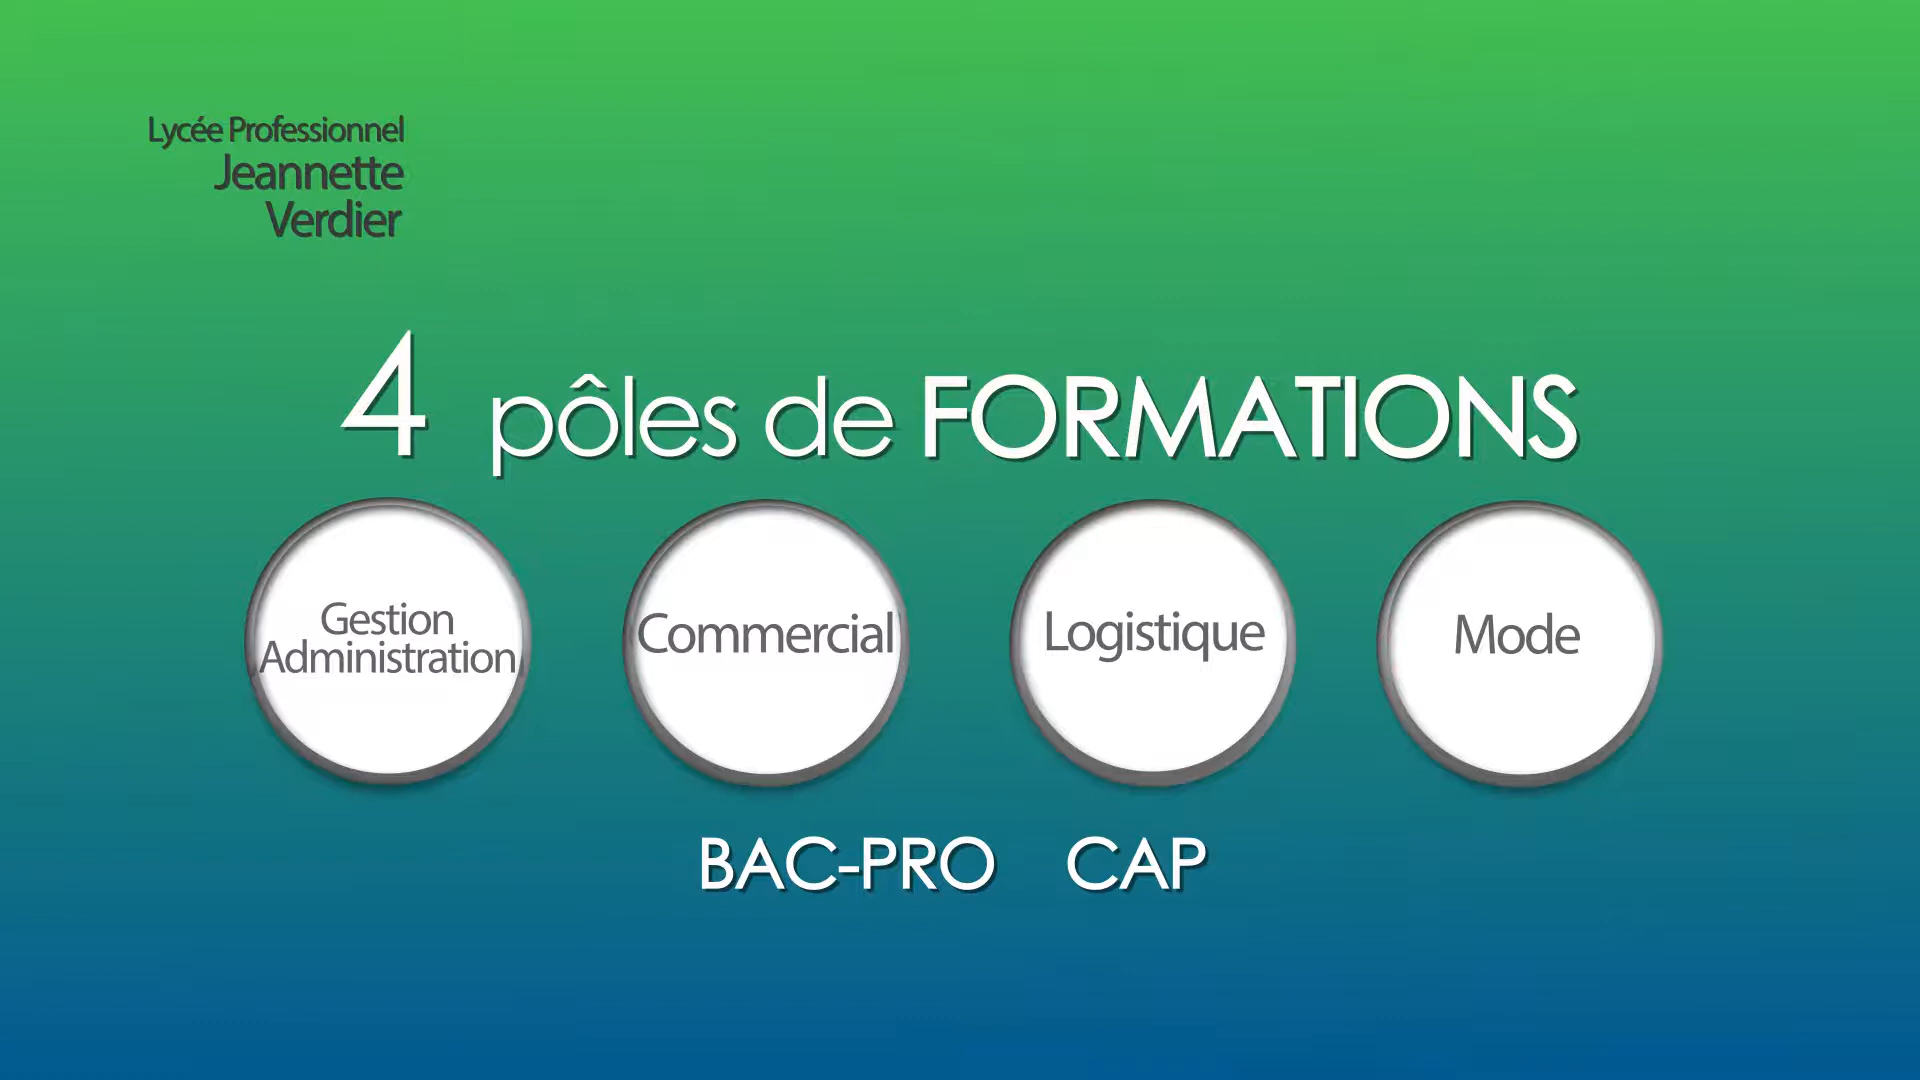 Lycée Professionnel
Jeannette
Verdier
4 pôles de FORMATIONS
Gestion
Administration
Commercial
Logistique
Mode
BAC-PRO CAP